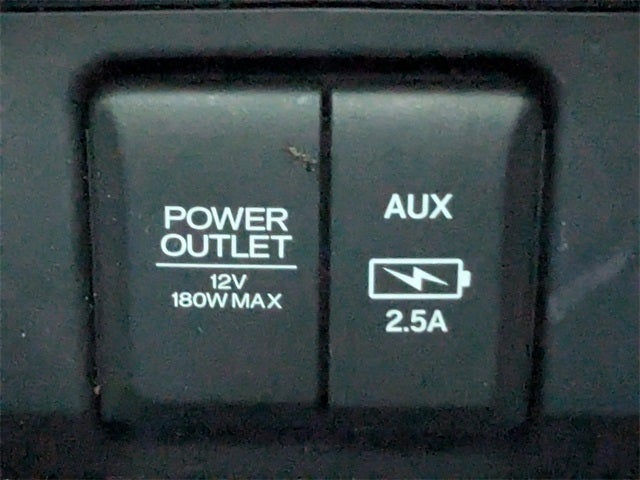 POWER
OUTLET
12V
180W MAX
AUX
2.5A